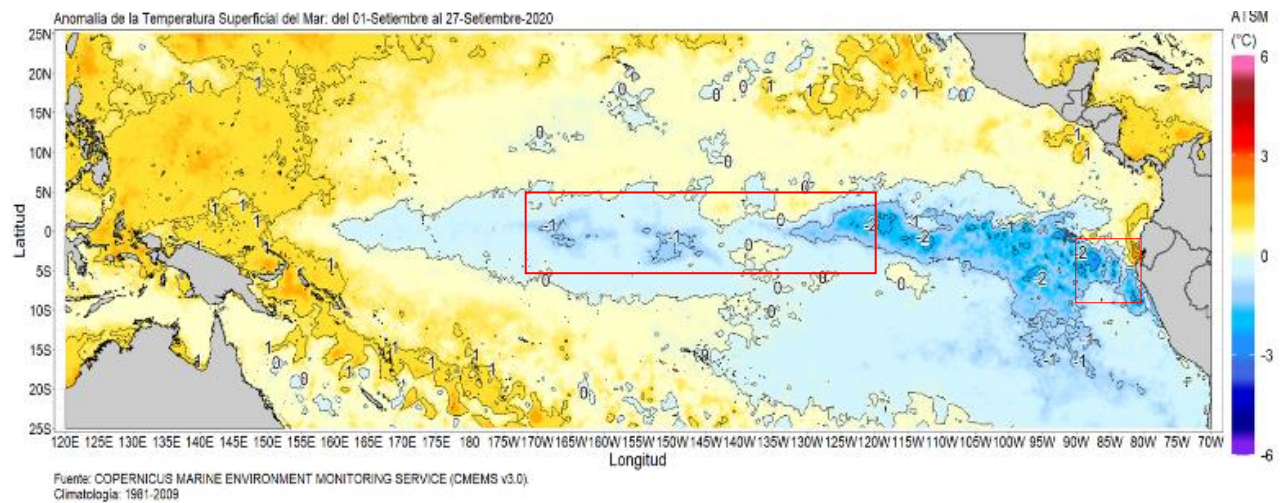 Anomalía de la Temperatura Superficial del Mar: del 01-Setiembre al 27-Setiembre-2020
ATSM
(°C)
25N
20N
15N
10N
5N
0
5S
10S
15S
20S
25S
Latitud
6
3
0
-3
-6
120E 125E 130E 135E 140E 145E 150E 155E 160E 165E 170E 175E 180 175W 170W 165W 160W 155W 150W 145W 140W 135W 130W 125W 120W 115W 110W 105W 100W 95W 90W 85W 80W 75W 70W
Longitud
Fuente: COPERNICUS MARINE ENVIRONMENT MONITORING SERVICE (CMEMS v3.0).
Climatología: 1981-2009